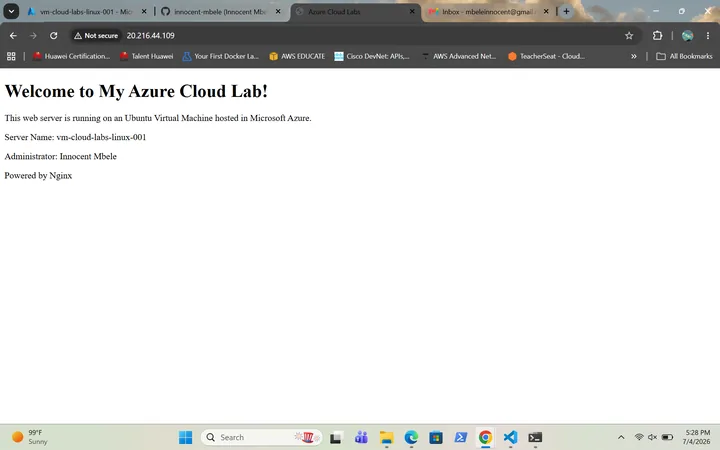 vm-cloud-labs-linux-001 - Mic
innocent-mbele (Innocent Mbe
Azure Cloud Labs
Inbox - mbeleinnocent@gmail.c
Not secure
20.216.44.109
Huawei Certification...
Talent Huawei
Your First Docker La...
AWS EDUCATE
Cisco DevNet: APIs,...
AWS Advanced Net...
TeacherSeat - Cloud...
»
All Bookmarks
Welcome to My Azure Cloud Lab!
This web server is running on an Ubuntu Virtual Machine hosted in Microsoft Azure.
Server Name: vm-cloud-labs-linux-001
Administrator: Innocent Mbele
Powered by Nginx
99°F
Sunny
Search
5:28 PM
7/4/2026